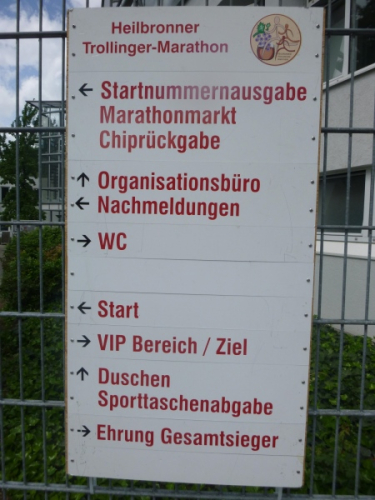 Heilbronner
Trollinger-Marathon
← Startnummernausgabe
Marathonmarkt
Chiprückgabe
↑ Organisationsbüro
← Nachmeldungen
→ WC
← Start
→ VIP Bereich / Ziel
↑ Duschen
Sporttaschenabgabe
→ Ehrung Gesamtsieger